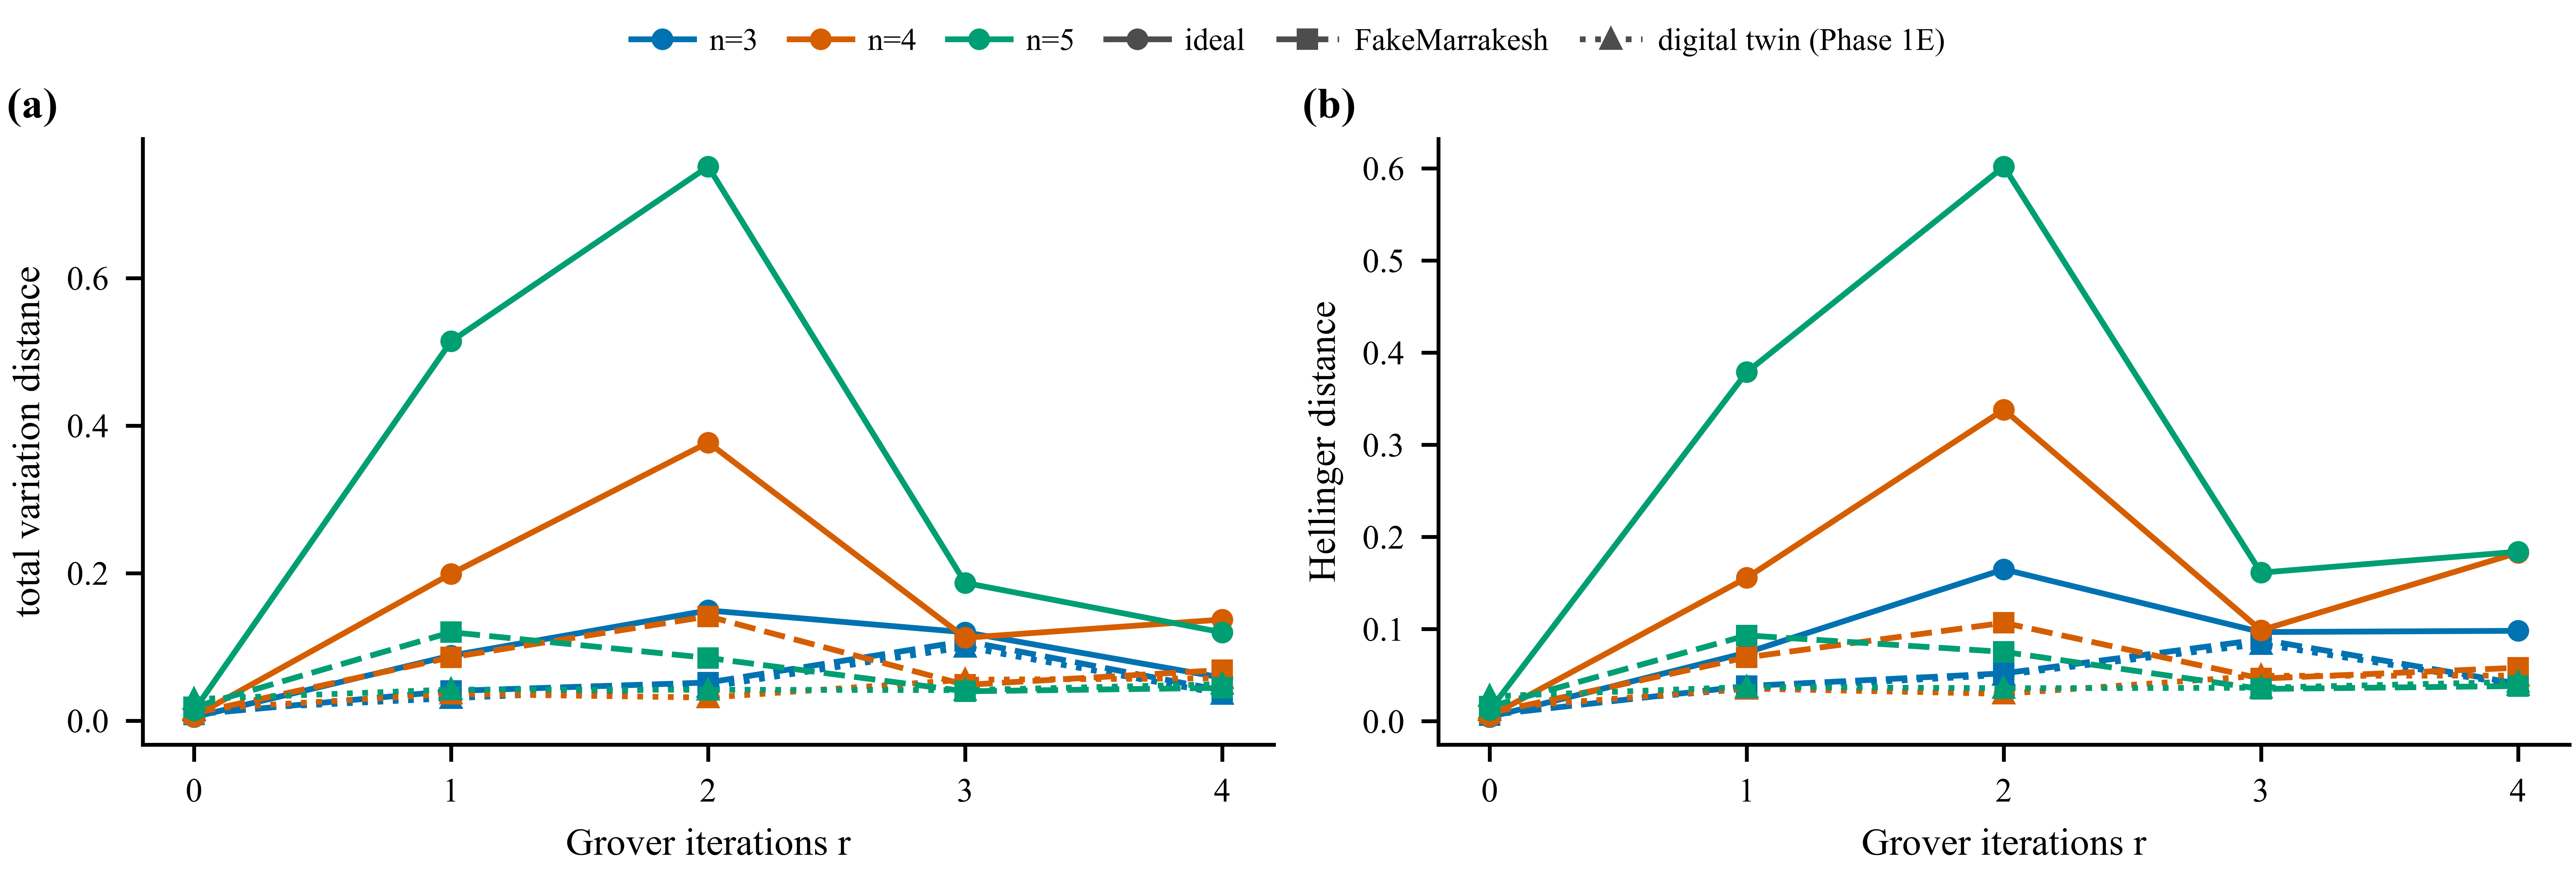 n=3 n=4 n=5 ideal FakeMarrakesh digital twin (Phase 1E)
(a)
total variation distance
0.6
0.4
0.2
0.0
0 1 2 3 4
Grover iterations r
(b)
Hellinger distance
0.6
0.5
0.4
0.3
0.2
0.1
0.0
0 1 2 3 4
Grover iterations r